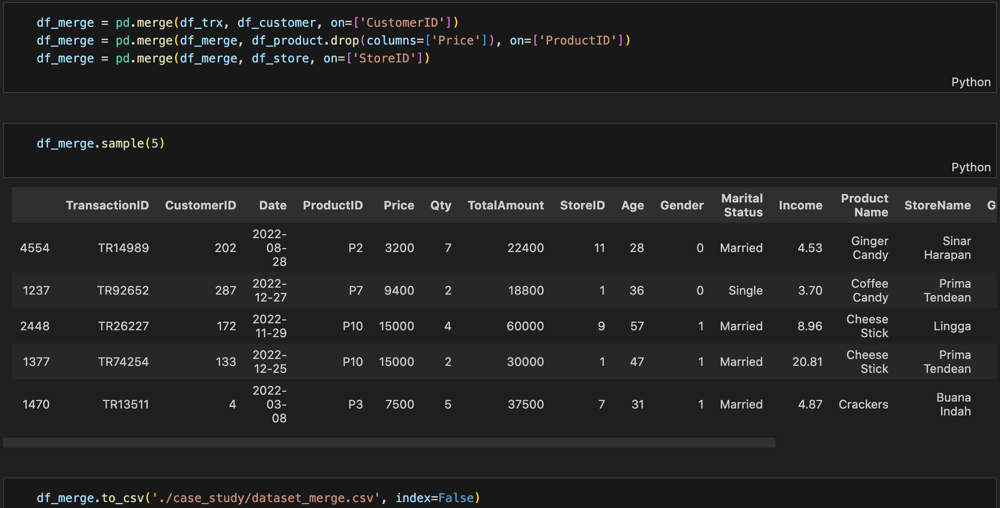 df_merge = pd.merge(df_trx, df_customer, on=['CustomerID'])
df_merge = pd.merge(df_merge, df_product.drop(columns=['Price']), on=['ProductID'])
df_merge = pd.merge(df_merge, df_store, on=['StoreID'])
Python
df_merge.sample(5)
Python
TransactionID CustomerID Date ProductID Price Qty TotalAmount StoreID Age Gender Marital Status Income Product Name StoreName G
4554 TR14989 202 2022-08-28 P2 3200 7 22400 11 28 0 Married 4.53 Ginger Candy Sinar Harapan
1237 TR92652 287 2022-12-27 P7 9400 2 18800 1 36 0 Single 3.70 Coffee Candy Prima Tendean
2448 TR26227 172 2022-11-29 P10 15000 4 60000 9 57 1 Married 8.96 Cheese Stick Lingga
1377 TR74254 133 2022-12-25 P10 15000 2 30000 1 47 1 Married 20.81 Cheese Stick Prima Tendean
1470 TR13511 4 2022-03-08 P3 7500 5 37500 7 31 1 Married 4.87 Crackers Buana Indah
df_merge.to_csv('./case_study/dataset_merge.csv', index=False)